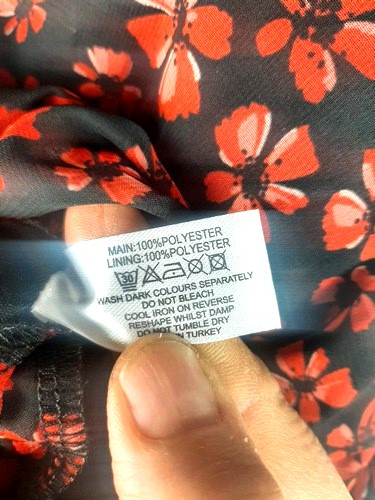 MAIN:100%POLYESTER
LINING:100%POLYESTER
30
WASH DARK COLOURS SEPARATELY
DO NOT BLEACH
COOL IRON ON REVERSE
RESHAPE WHILST DAMP
DO NOT TUMBLE DRY
IN TURKEY